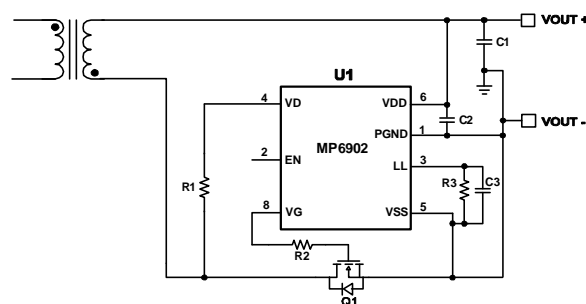 VOUT +
C1
U1
4 VD
VDD 6
C2
VOUT -
PGND 1
MP6902
2 EN
LL 3
R1
R3
C3
8 VG
VSS 5
R2
Q1